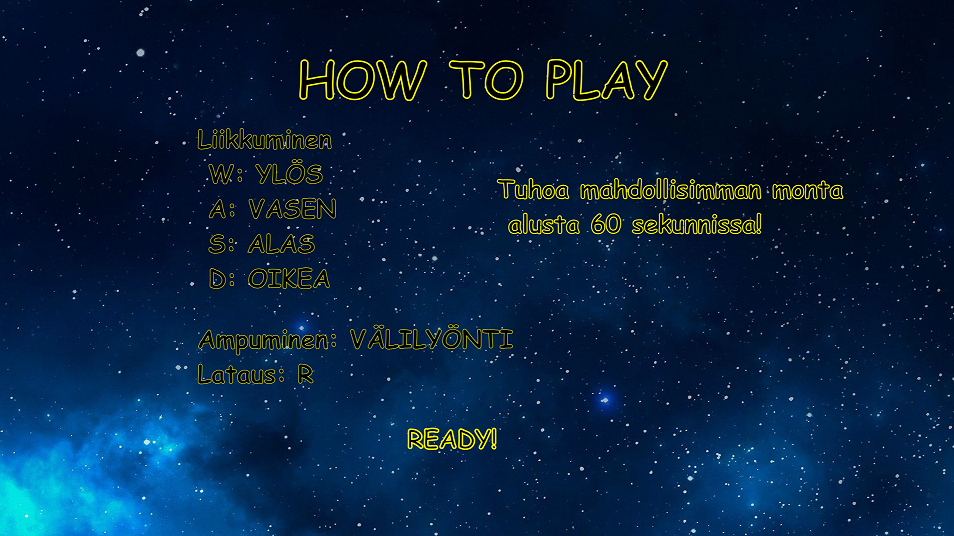 HOW TO PLAY
Liikkuminen
W: YLÖS
A: VASEN
S: ALAS
D: OIKEA
Tuhoa mahdollisimman monta
alusta 60 sekunnissa!
Ampuminen: VÄLILYÖNTI
Lataus: R
READY!